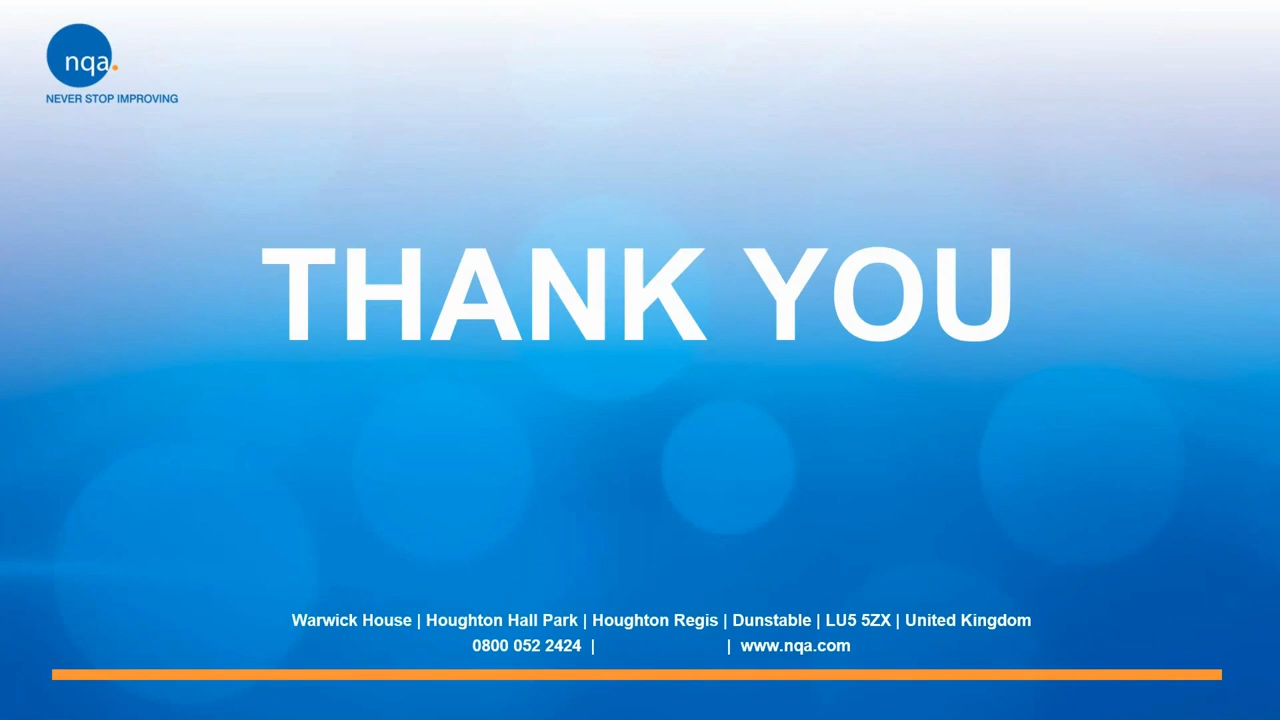 nqa.
NEVER STOP IMPROVING
THANK YOU
Warwick House | Houghton Hall Park | Houghton Regis | Dunstable | LU5 5ZX | United Kingdom
0800 052 2424 | | www.nqa.com